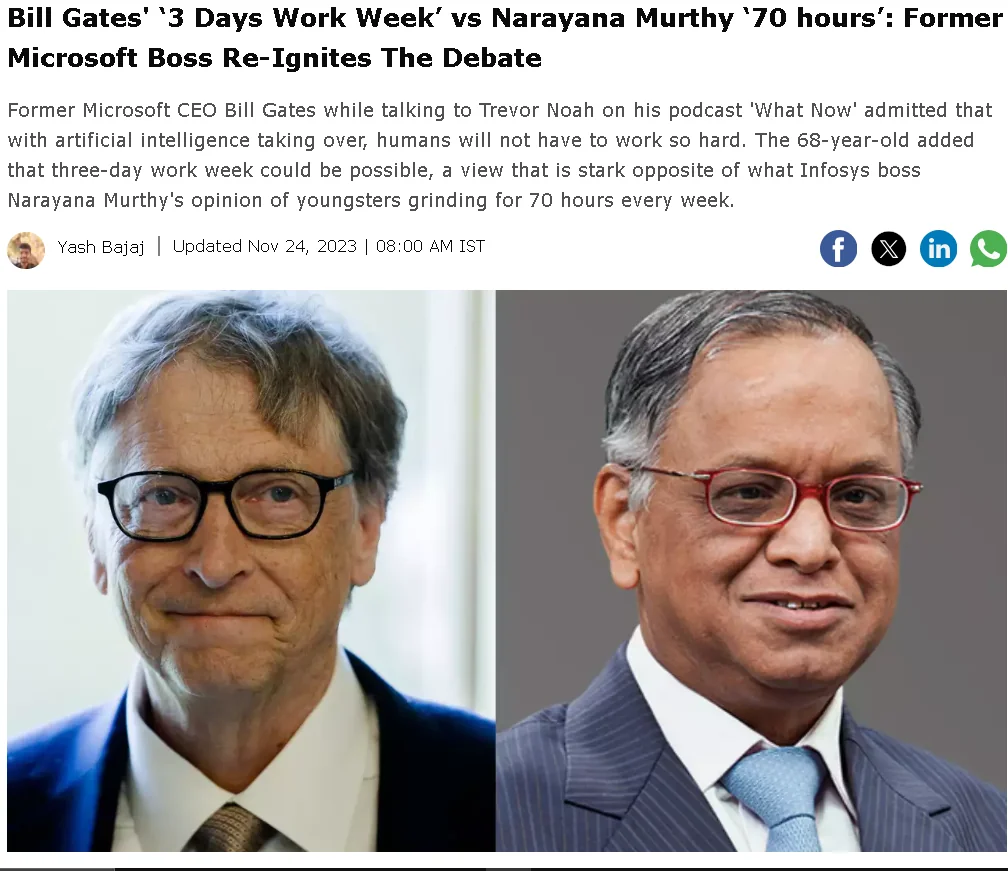 Bill Gates' ‘3 Days Work Week’ vs Narayana Murthy ‘70 hours’: Former
Microsoft Boss Re-Ignites The Debate
Former Microsoft CEO Bill Gates while talking to Trevor Noah on his podcast 'What Now' admitted that
with artificial intelligence taking over, humans will not have to work so hard. The 68-year-old added
that three-day work week could be possible, a view that is stark opposite of what Infosys boss
Narayana Murthy's opinion of youngsters grinding for 70 hours every week.
Yash Bajaj | Updated Nov 24, 2023 | 08:00 AM IST